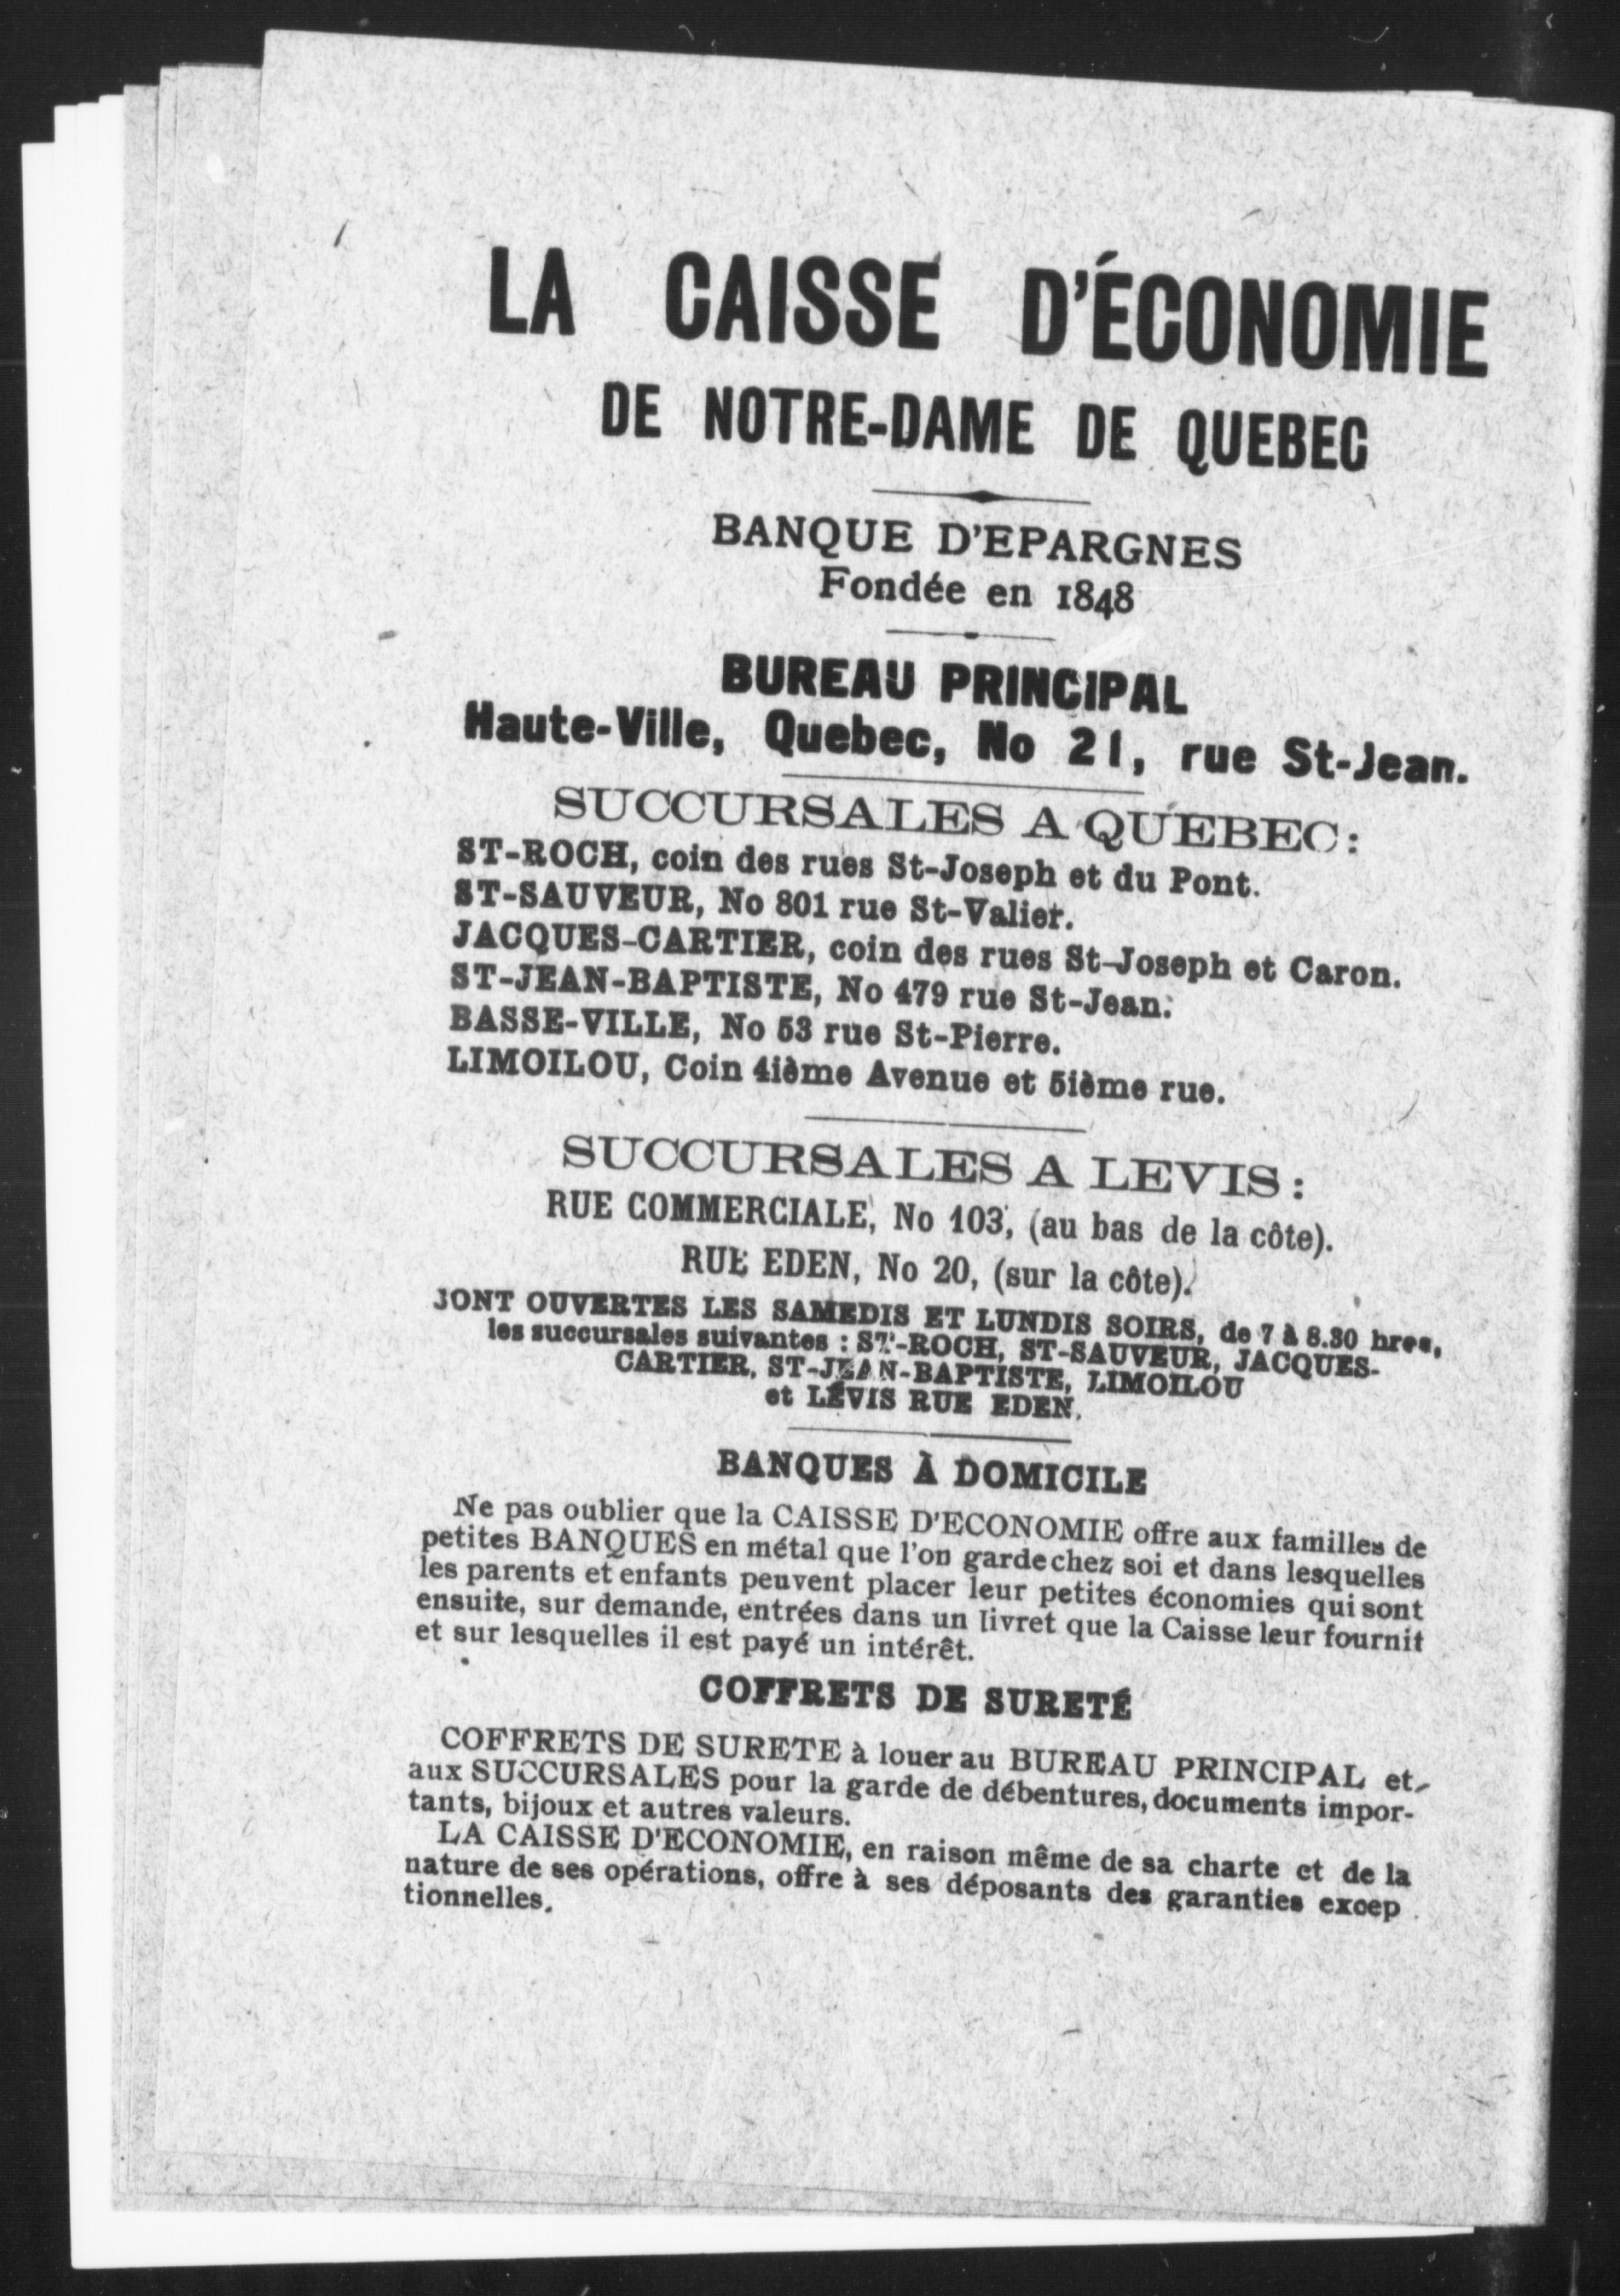 LA CAISSE D'ÉCONOMIE
DE NOTRE-DAME DE QUEBEC
BANQUE D'EPARGNES
Fondée en 1848
BUREAU PRINCIPAL
Haute-Ville, Quebec, No 21, rue St-Jean.
SUCCURSALES A QUEBEC:
ST-ROCH, coin des rues St-Joseph et du Pont.
ST-SAUVEUR, No 801 rue St-Valier.
JACQUES-CARTIER, coin des rues St-Joseph et Caron.
ST-JEAN-BAPTISTE, No 479 rue St-Jean.
BASSE-VILLE, No 53 rue St-Pierre.
LIMOILOU, Coin 4ième Avenue et 5ième rue.
SUCCURSALES A LEVIS:
RUE COMMERCIALE, No 103, (au bas de la côte).
RUE EDEN, No 20, (sur la côte).
JONT OUVERTES LES SAMEDIS ET LUNDIS SOIRS, de 7 à 8.30 hres,
les succursales suivantes : ST-ROCH, ST-SAUVEUR, JACQUES-
CARTIER, ST-JEAN-BAPTISTE, LIMOILOU
et LÉVIS RUE EDEN.
BANQUES À DOMICILE
Ne pas oublier que la CAISSE D'ECONOMIE offre aux familles de
petites BANQUES en métal que l'on garde chez soi et dans lesquelles
les parents et enfants peuvent placer leur petites économies qui sont
ensuite, sur demande, entrées dans un livret que la Caisse leur fournit
et sur lesquelles il est payé un intérêt.
COFFRETS DE SURETÉ
COFFRETS DE SURETE à louer au BUREAU PRINCIPAL et
aux SUCCURSALES pour la garde de débentures, documents impor-
tants, bijoux et autres valeurs.
LA CAISSE D'ECONOMIE, en raison même de sa charte et de la
nature de ses opérations, offre à ses déposants des garanties excep
tionnelles.